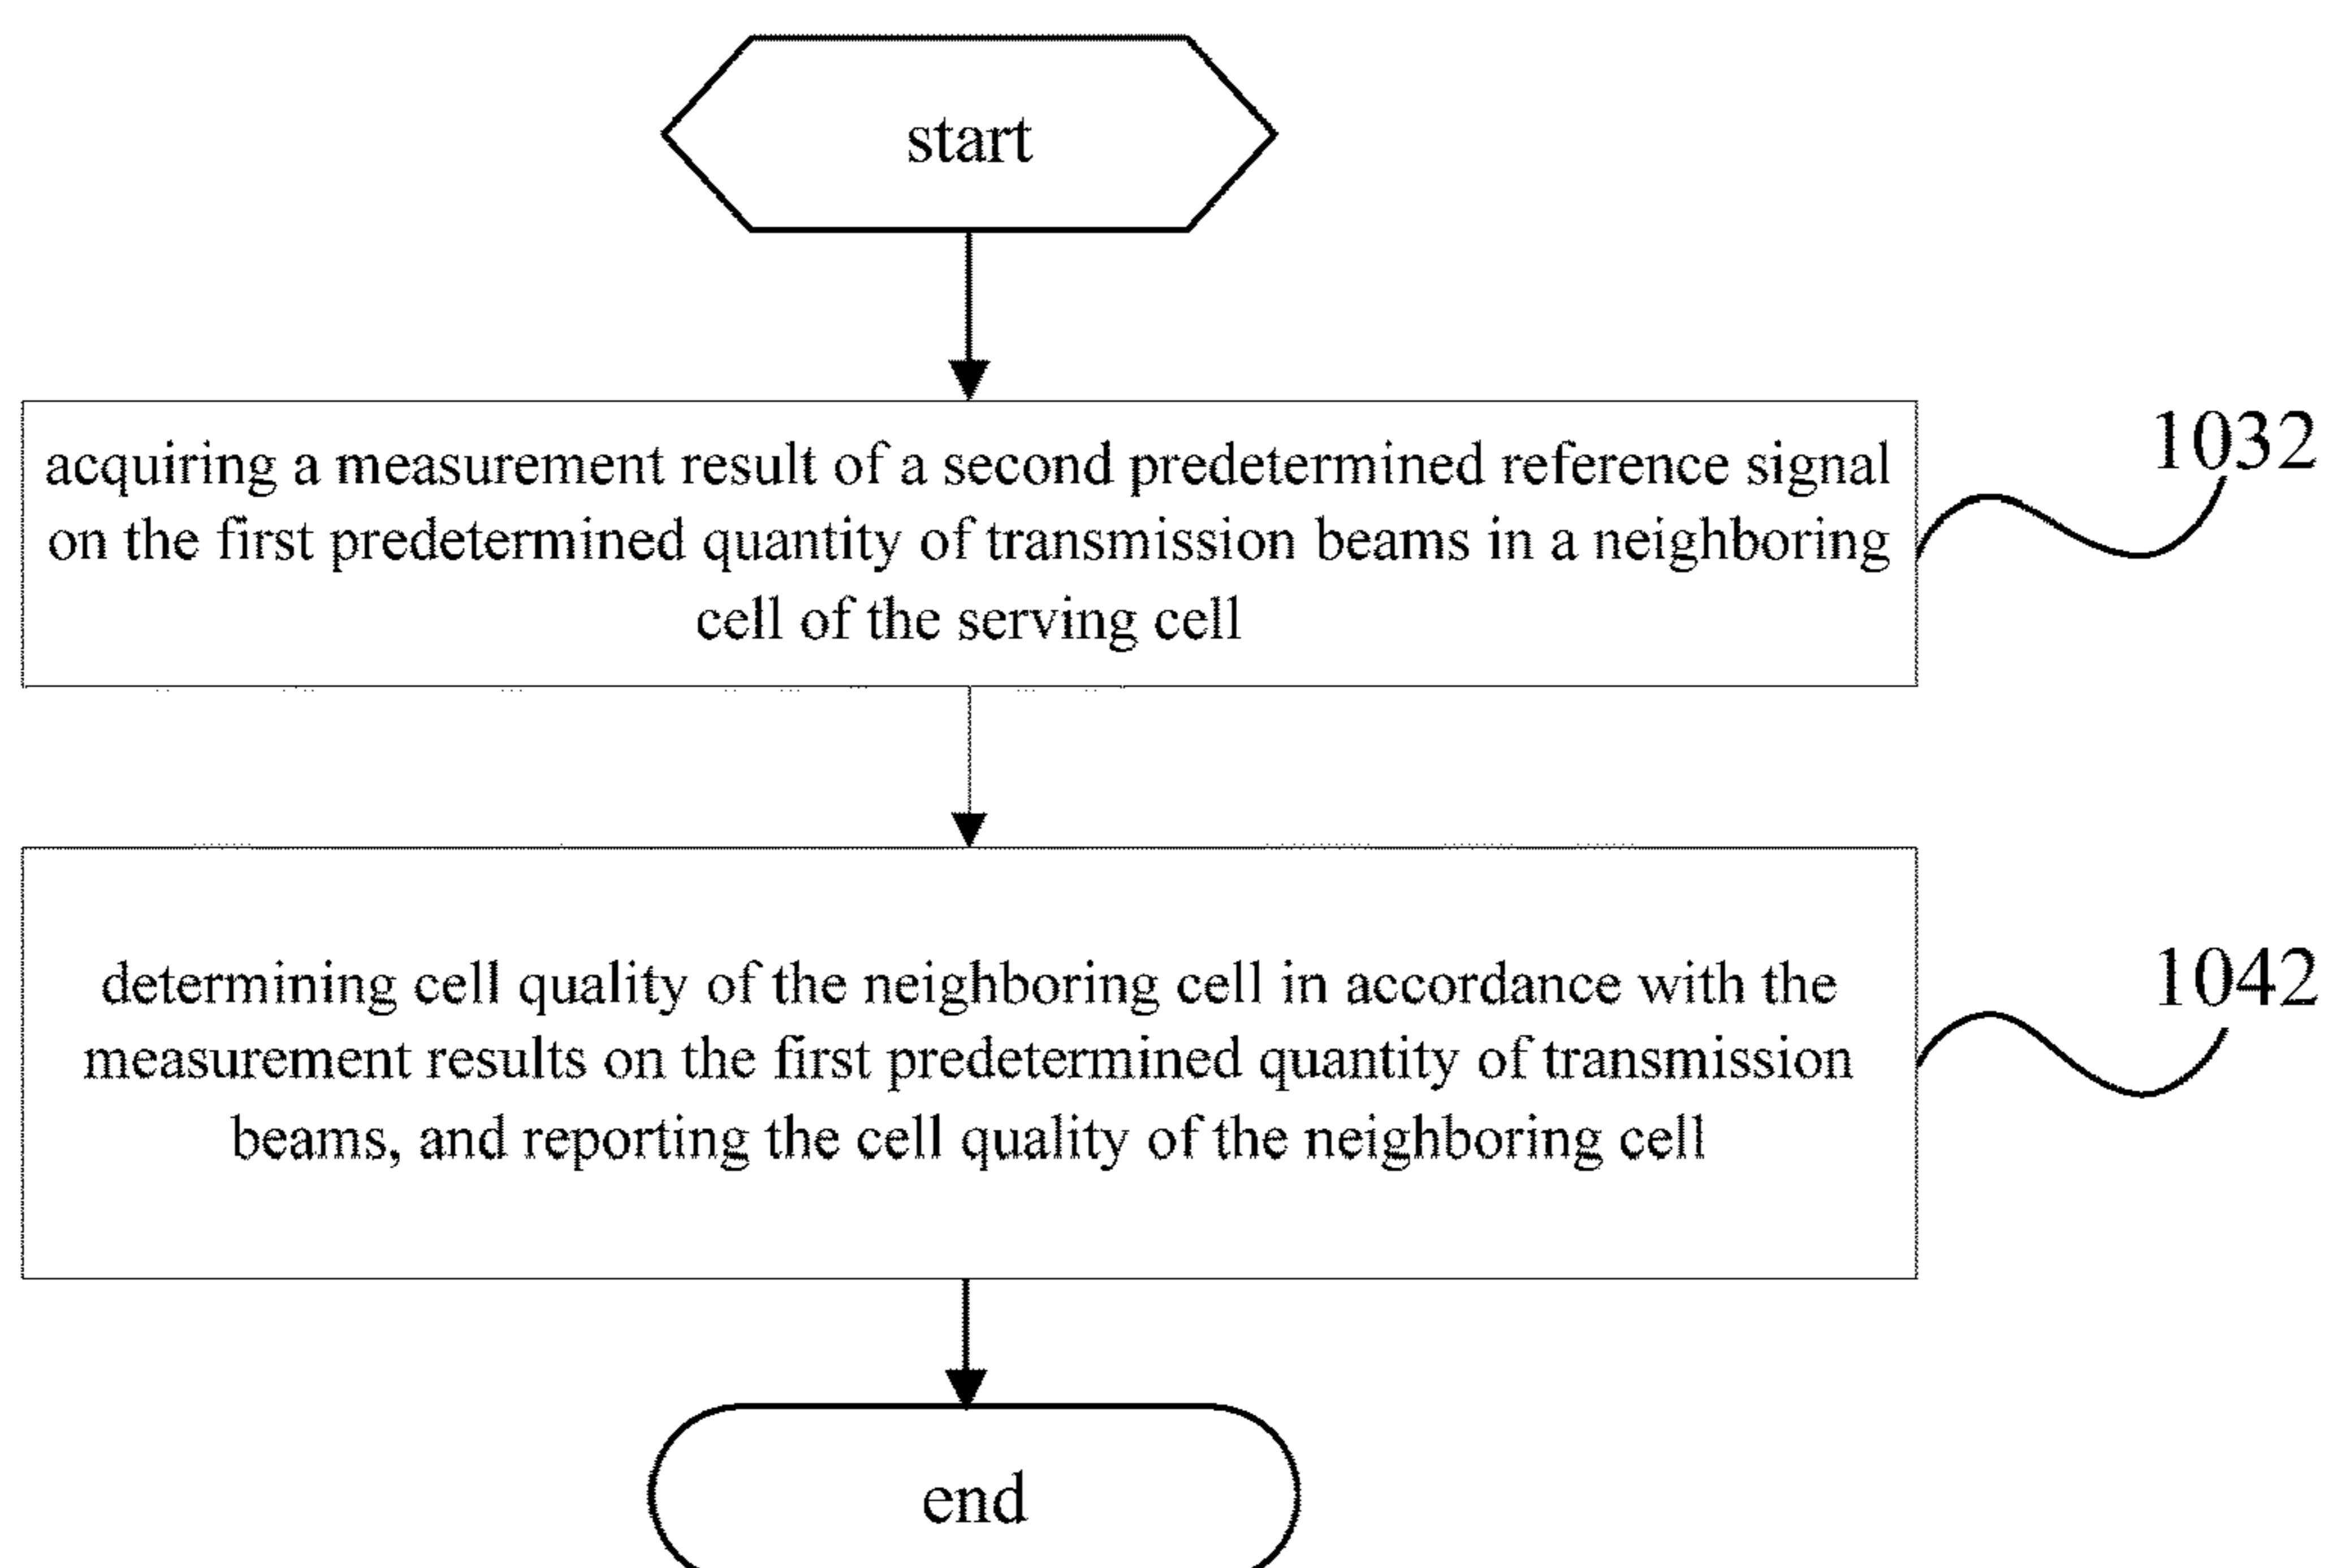 start
acquiring a measurement result of a second predetermined reference signal
on the first predetermined quantity of transmission beams in a neighboring
cell of the serving cell
1032
determining cell quality of the neighboring cell in accordance with the
measurement results on the first predetermined quantity of transmission
beams, and reporting the cell quality of the neighboring cell
1042
end